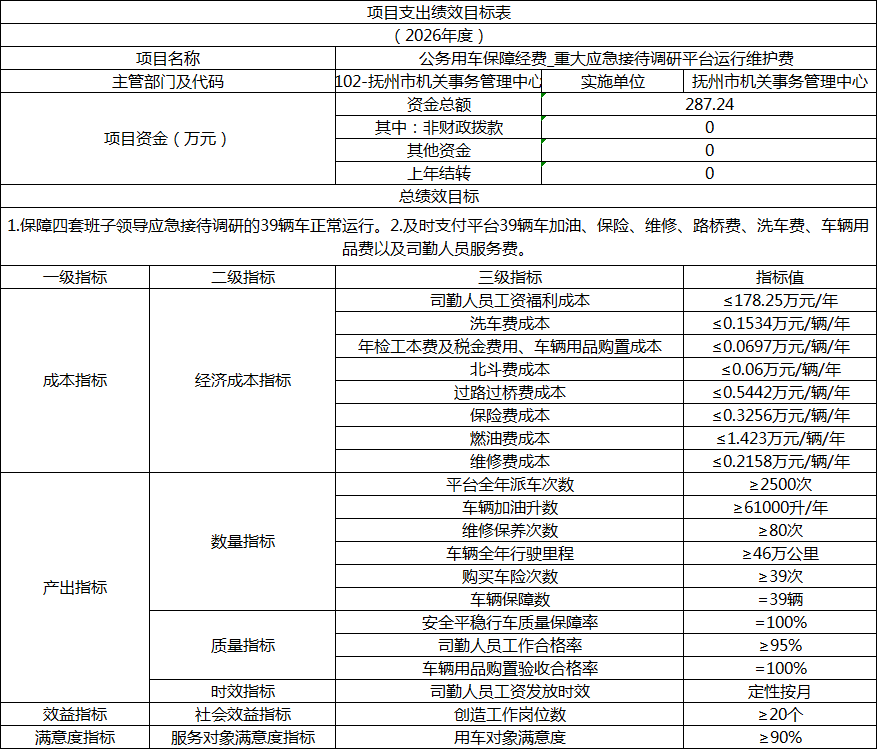 项目支出绩效目标表
（2026年度）
项目名称 公务用车保障经费_重大应急接待调研平台运行维护费
主管部门及代码 102-抚州市机关事务管理中心 实施单位 抚州市机关事务管理中心
项目资金（万元） 资金总额 287.24
其中：非财政拨款 0
其他资金 0
上年结转 0
总绩效目标
1.保障四套班子领导应急接待调研的39辆车正常运行。2.及时支付平台39辆车加油、保险、维修、路桥费、洗车费、车辆用
品费以及司勤人员服务费。
一级指标 二级指标 三级指标 指标值
成本指标 经济成本指标 司勤人员工资福利成本 ≤178.25万元/年
洗车费成本 ≤0.1534万元/辆/年
年检工本费及税金费用、车辆用品购置成本 ≤0.0697万元/辆/年
北斗费成本 ≤0.06万元/辆/年
过路过桥费成本 ≤0.5442万元/辆/年
保险费成本 ≤0.3256万元/辆/年
燃油费成本 ≤1.423万元/辆/年
维修费成本 ≤0.2158万元/辆/年
产出指标 数量指标 平台全年派车次数 ≥2500次
车辆加油升数 ≥61000升/年
维修保养次数 ≥80次
车辆全年行驶里程 ≥46万公里
购买车险次数 ≥39次
车辆保障数 =39辆
质量指标 安全平稳行车质量保障率 =100%
司勤人员工作合格率 ≥95%
车辆用品购置验收合格率 =100%
时效指标 司勤人员工资发放时效 定性按月
效益指标 社会效益指标 创造工作岗位数 ≥20个
满意度指标 服务对象满意度指标 用车对象满意度 ≥90%